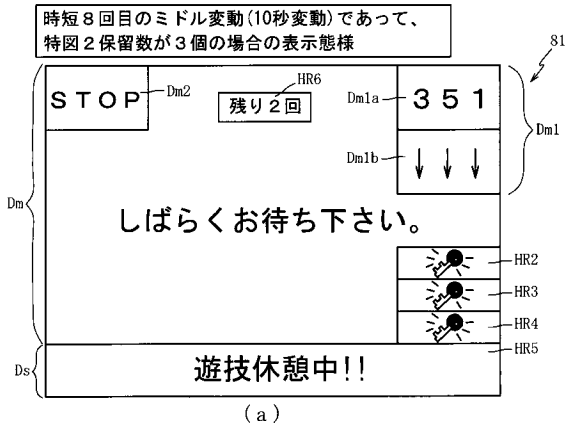 時短８回目のミドル変動(10秒変動)であって、
特図２保留数が３個の場合の表示態様
81
HR6
STOP
Dm2
残り２回
Dm1a
351
Dm1
Dm1b
↓ ↓ ↓
Dm
しばらくお待ち下さい。
HR2
HR3
HR4
HR5
Ds
遊技休憩中!!
(a)